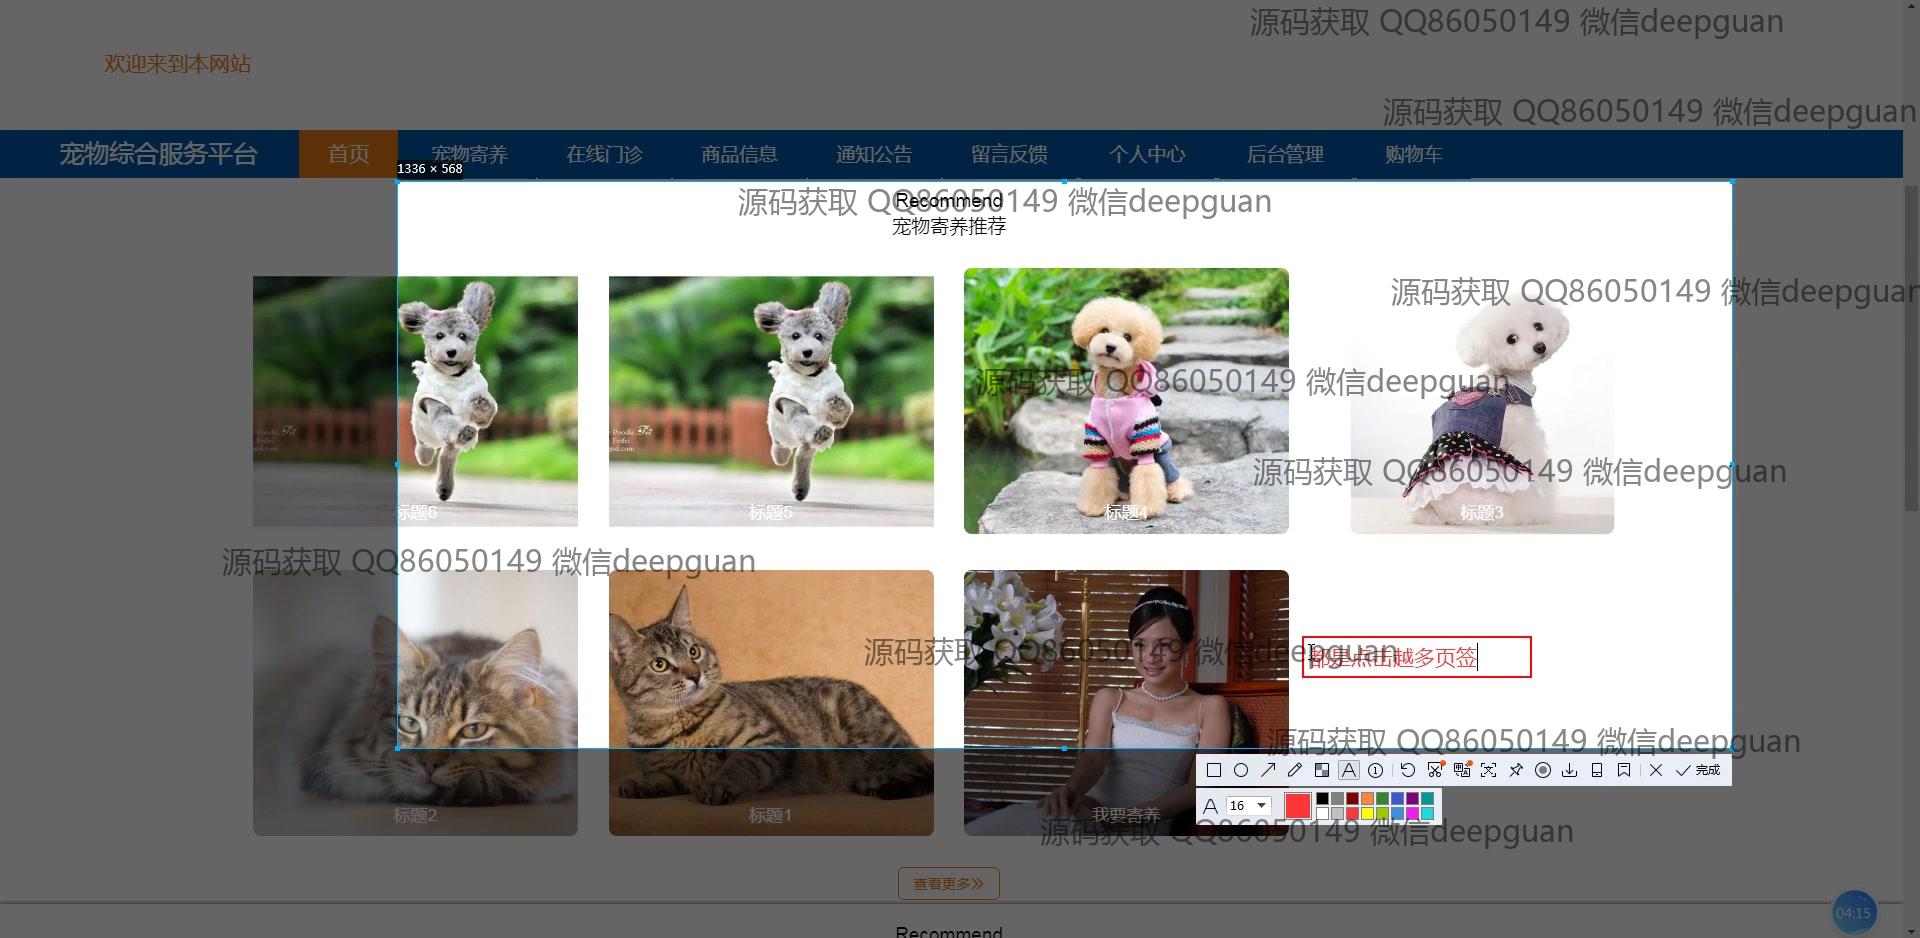 源码获取 QQ86050149 微信deepguan
欢迎来到本网站
源码获取 QQ86050149 微信deepguan
宠物综合服务平台
首页
宠物寄养
在线门诊
商品信息
通知公告
留言反馈
个人中心
后台管理
购物车
1336 × 568
源码获取 QQ86050149 微信deepguan
Recommend
宠物寄养推荐
源码获取 QQ86050149 微信deepguan
源码获取 QQ86050149 微信deepguan
Poodle
Feifei
源码获取 QQ86050149 微信deepguan
标题6
标题5
标题4
标题3
源码获取 QQ86050149 微信deepguan
源码获取 QQ86050149 微信deepguan
都是点击越多页签
源码获取 QQ86050149 微信deepguan
完成
A 16
标题2
标题1
我要寄养
源码获取 QQ86050149 微信deepguan
查看更多
04:15
Recommend